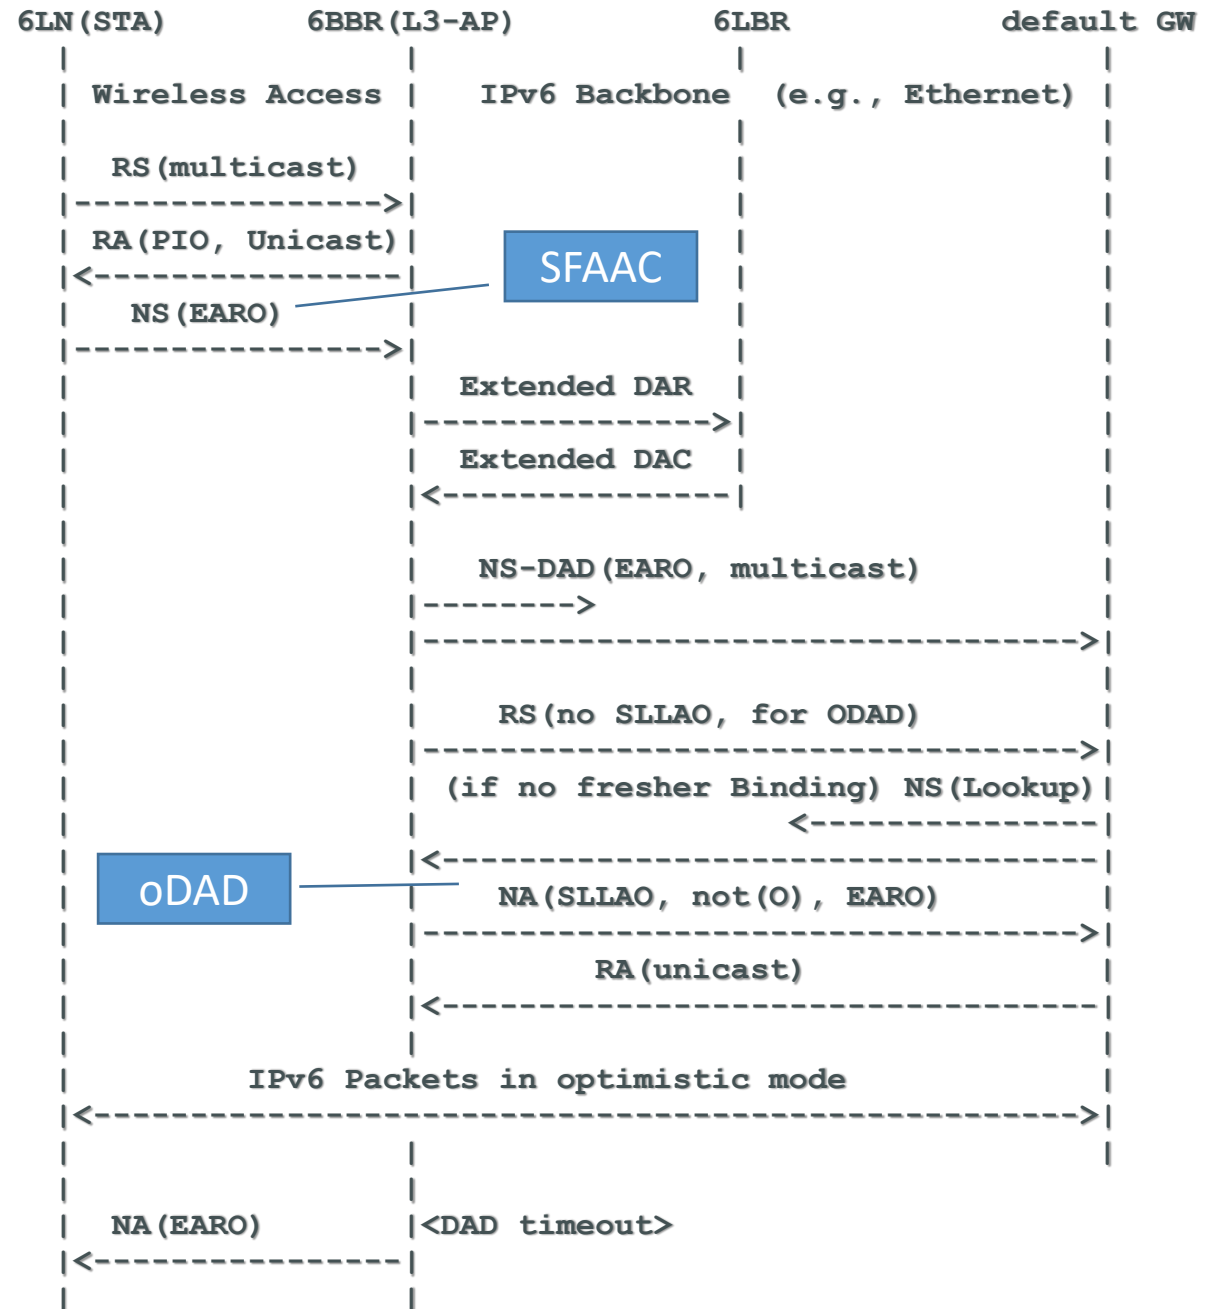 6LN(STA) 6BBR(L3-AP) 6LBR default GW
Wireless Access IPv6 Backbone (e.g., Ethernet)
RS(multicast)
RA(PIO, Unicast)
SFAAC
NS(EARO)
Extended DAR
Extended DAC
NS-DAD(EARO, multicast)
RS(no SLLAO, for ODAD)
(if no fresher Binding) NS(Lookup)
oDAD
NA(SLLAO, not(O), EARO)
RA(unicast)
IPv6 Packets in optimistic mode
NA(EARO) <DAD timeout>